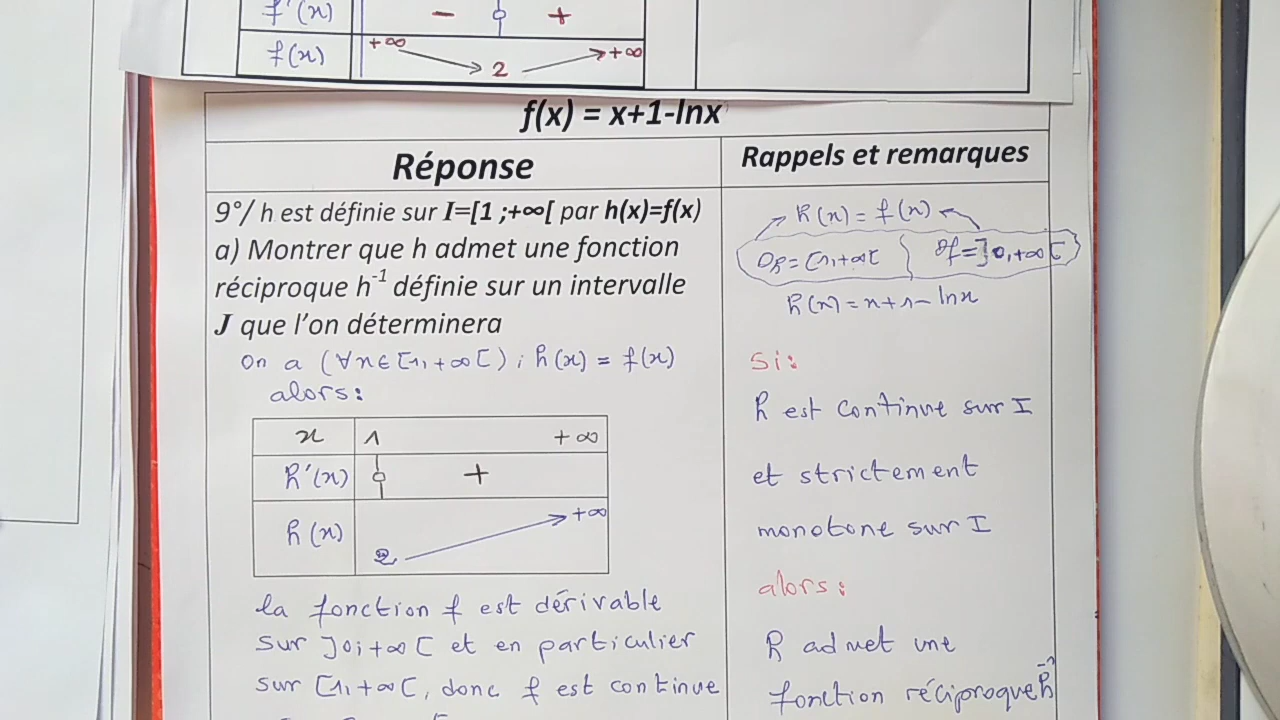 f'(x) − +
f(x) +∞ 2 +∞
f(x) = x+1-lnx
Réponse
9°/ h est définie sur I=[1 ;+∞[ par h(x)=f(x)
a) Montrer que h admet une fonction
réciproque h⁻¹ définie sur un intervalle
J que l'on déterminera
On a (∀x∈[1,+∞[) ; h(x) = f(x)
alors:
x 1 +∞
h'(x) 0 +
h(x) 2 +∞
la fonction f est dérivable
sur ]0;+∞[ et en particulier
sur [1,+∞[, donc f est continue
Rappels et remarques
h(x) = f(x)
Dh=[1,+∞[ Df=]0,+∞[
h(x)=x+1-lnx
Si:
h est continue sur I
et strictement
monotone sur I
alors:
h admet une
fonction réciproque h⁻¹